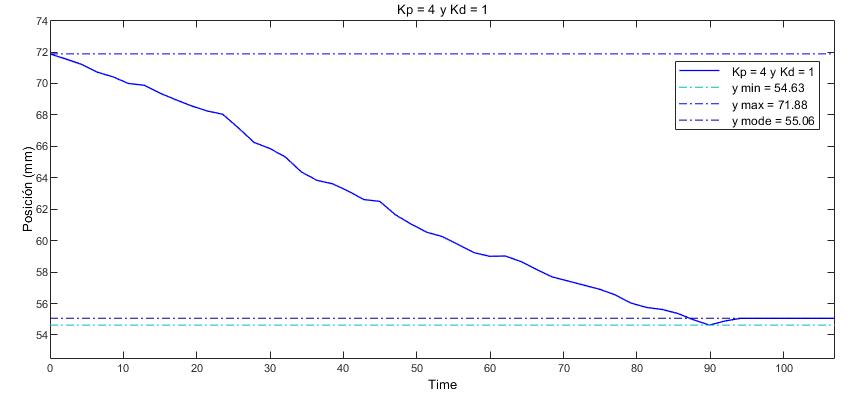 Kp = 4 y Kd = 1
74
72
70
68
66
64
62
60
58
56
54
Posición (mm)
Kp = 4 y Kd = 1
y min = 54.63
y max = 71.88
y mode = 55.06
0 10 20 30 40 50 60 70 80 90 100
Time